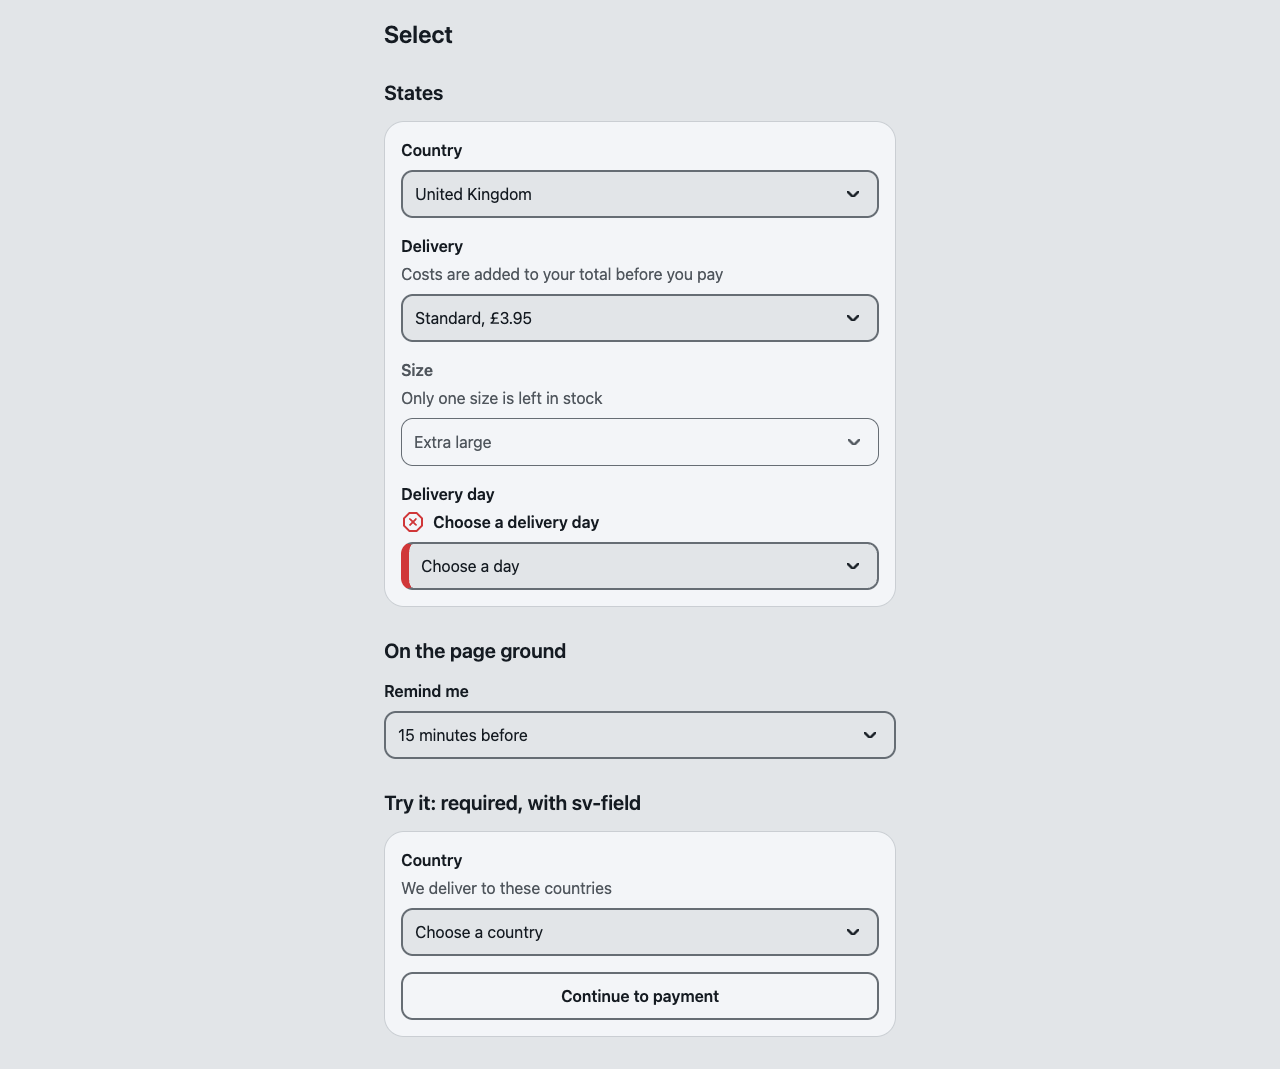 Select
States
Country
United Kingdom
Delivery
Costs are added to your total before you pay
Standard, £3.95
Size
Only one size is left in stock
Extra large
Delivery day
Choose a delivery day
Choose a day
On the page ground
Remind me
15 minutes before
Try it: required, with sv-field
Country
We deliver to these countries
Choose a country
Continue to payment